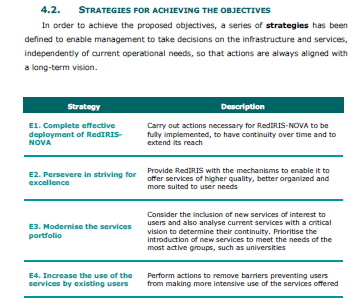 4.2. STRATEGIES FOR ACHIEVING THE OBJECTIVES
In order to achieve the proposed objectives, a series of strategies has been
defined to enable management to take decisions on the infrastructure and services,
independently of current operational needs, so that actions are always aligned with
a long-term vision.
Strategy Description
E1. Complete effective
deployment of RedIRIS-
NOVA
Carry out actions necessary for RedIRIS-NOVA to be
fully implemented, to have continuity over time and to
extend its reach
E2. Persevere in striving for
excellence
Provide RedIRIS with the mechanisms to enable it to
offer services of higher quality, better organized and
more suited to user needs
E3. Modernise the services
portfolio
Consider the inclusion of new services of interest to
users and also analyse current services with a critical
vision to determine their continuity. Prioritise the
introduction of new services to meet the needs of the
most active groups, such as universities
E4. Increase the use of the
services by existing users
Perform actions to remove barriers preventing users
from making more intensive use of the services offered